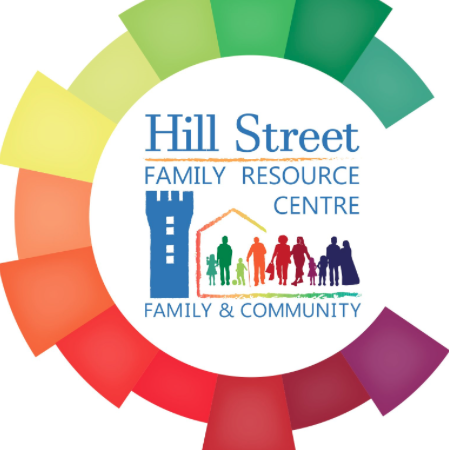 Hill Street
FAMILY RESOURCE
CENTRE
FAMILY & COMMUNITY